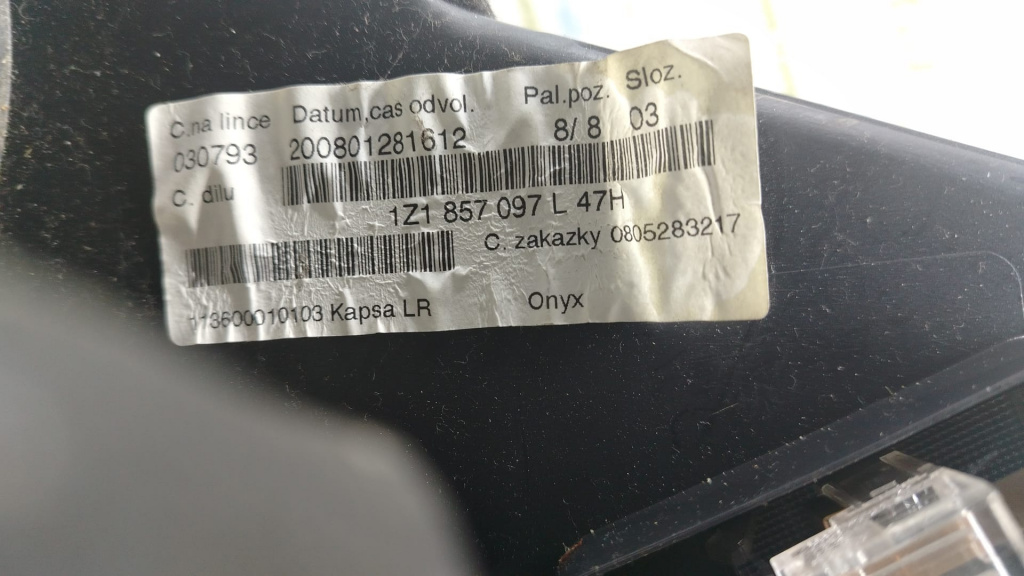 C.na lince Datum,cas odvol. Pal.poz. Sloz.
030793 200801281612 8/ 8 03
C. dilu
1Z1 857 097 L 47H
C. zakazky 0805283217
113600010103 Kapsa LR Onyx